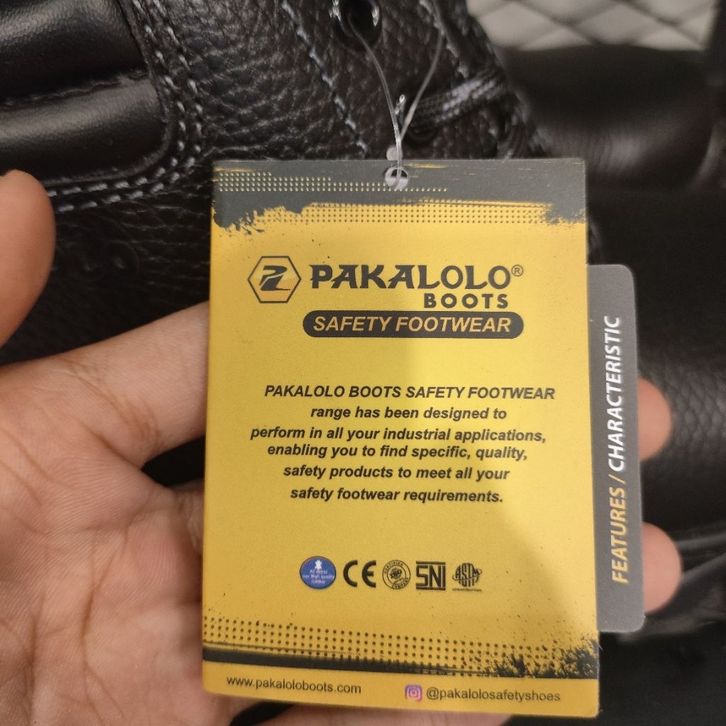 PAKALOLO®
BOOTS
SAFETY FOOTWEAR
PAKALOLO BOOTS SAFETY FOOTWEAR
range has been designed to
perform in all your industrial applications,
enabling you to find specific, quality,
safety products to meet all your
safety footwear requirements.
CE
SNI
ASTM
www.pakaloloboots.com
@pakalolosafetyshoes
FEATURES / CHARACTERISTIC